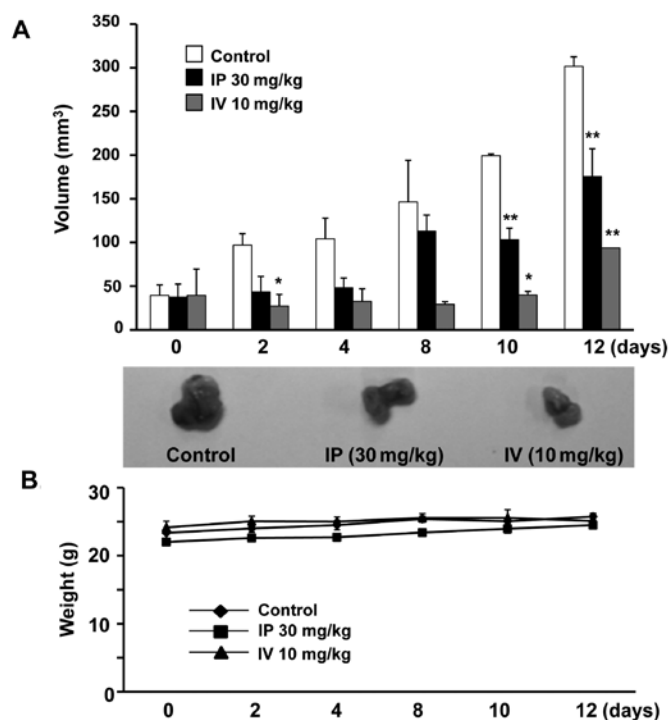 A
Control
IP 30 mg/kg
IV 10 mg/kg
Volume (mm³)
350
300
250
200
150
100
50
0
**
**
**
*
*
0 2 4 8 10 12 (days)
Control IP (30 mg/kg) IV (10 mg/kg)
B
Weight (g)
30
20
10
0
Control
IP 30 mg/kg
IV 10 mg/kg
0 2 4 8 10 12 (days)